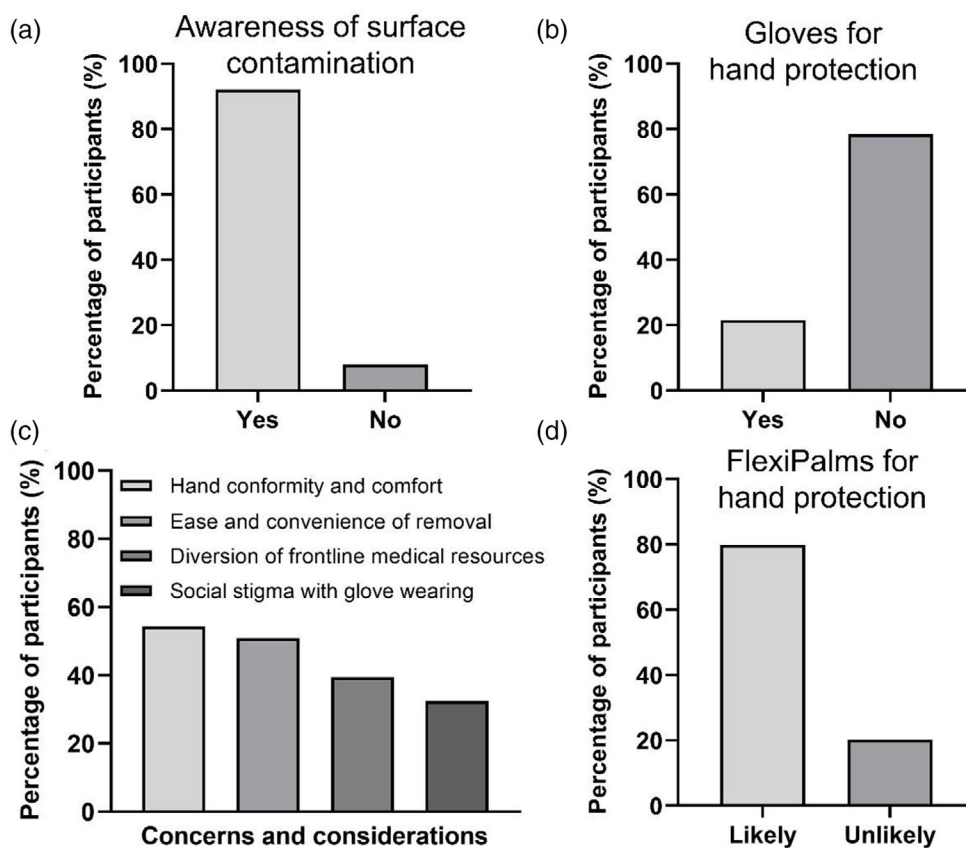 (a)
Awareness of surface
contamination
Percentage of participants (%)
100
80
60
40
20
0
Yes No
(b)
Gloves for
hand protection
Percentage of participants (%)
100
80
60
40
20
0
Yes No
(c)
Percentage of participants (%)
100
80
60
40
20
0
Hand conformity and comfort
Ease and convenience of removal
Diversion of frontline medical resources
Social stigma with glove wearing
Concerns and considerations
(d)
FlexiPalms for
hand protection
Percentage of participants (%)
100
80
60
40
20
0
Likely Unlikely